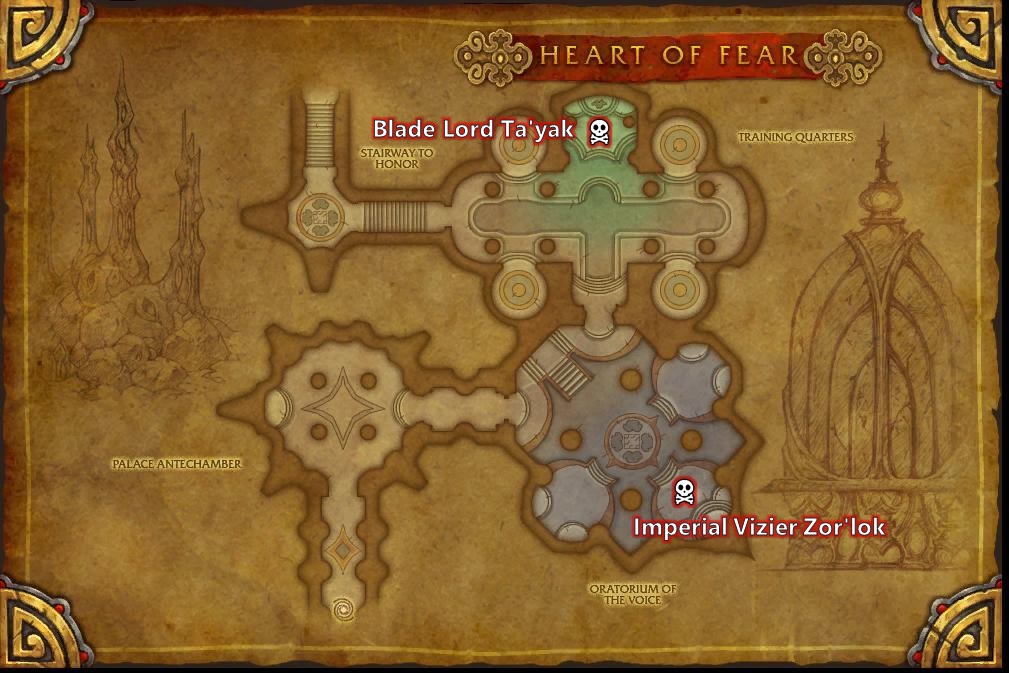 HEART OF FEAR
Blade Lord Ta'yak
TRAINING QUARTERS
STAIRWAY TO
HONOR
PALACE ANTECHAMBER
Imperial Vizier Zor'lok
ORATORIUM OF
THE VOICE